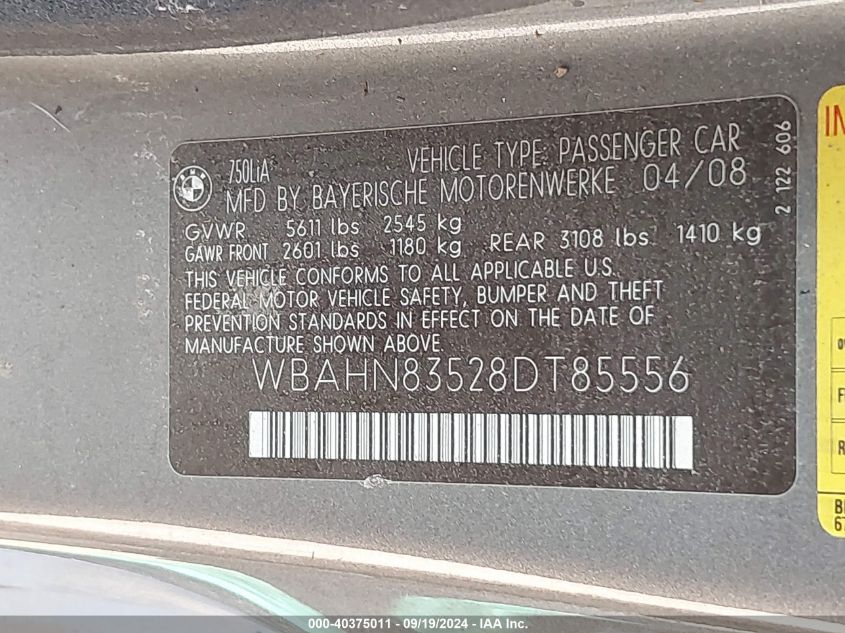 BMW
750LiA VEHICLE TYPE: PASSENGER CAR
MFD BY BAYERISCHE MOTORENWERKE 04/08
GVWR 5611 lbs 2545 kg
GAWR FRONT 2601 lbs 1180 kg REAR 3108 lbs 1410 kg
THIS VEHICLE CONFORMS TO ALL APPLICABLE U.S.
FEDERAL MOTOR VEHICLE SAFETY, BUMPER AND THEFT
PREVENTION STANDARDS IN EFFECT ON THE DATE OF
MANUFACTURE SHOWN ABOVE
WBAHN83528DT85556
2 122 606
000-40375011 - 09/19/2024 - IAA Inc.